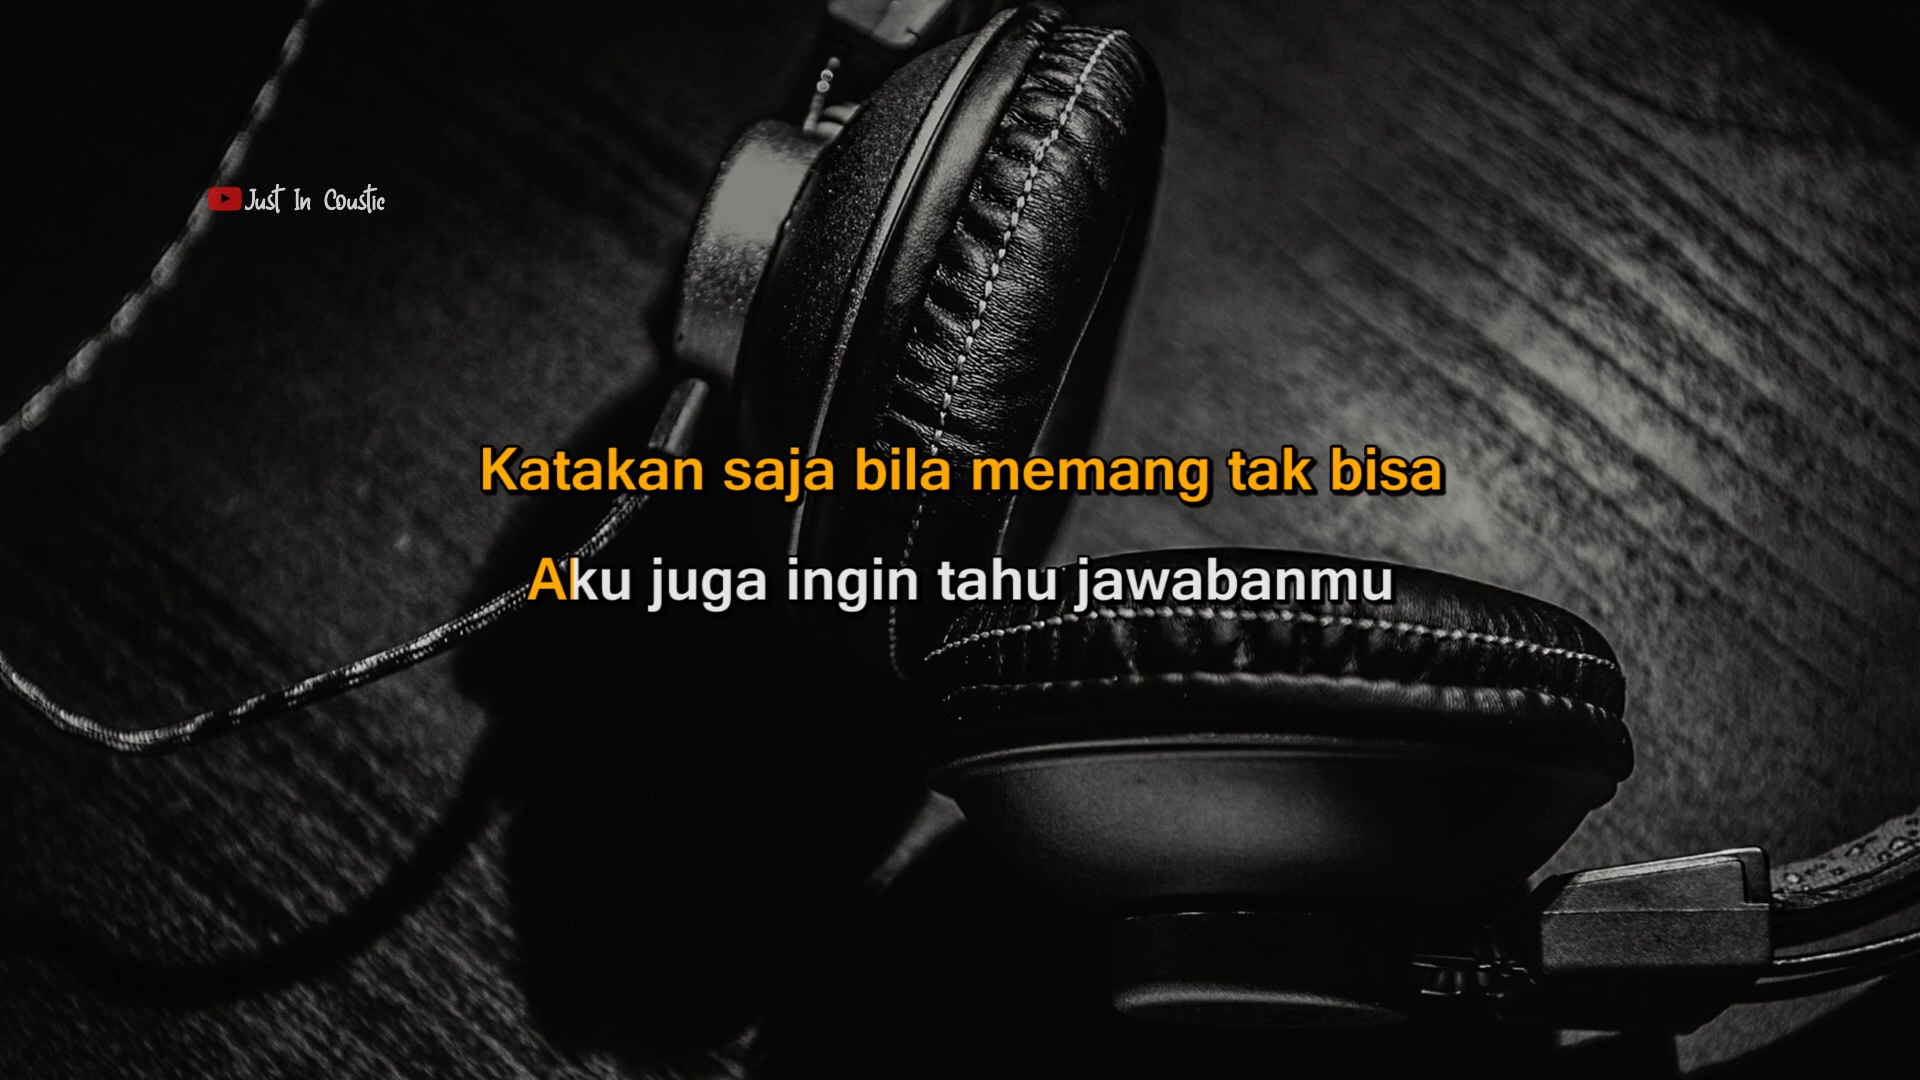 Just In Coustic
Katakan saja bila memang tak bisa
Aku juga ingin tahu jawabanmu